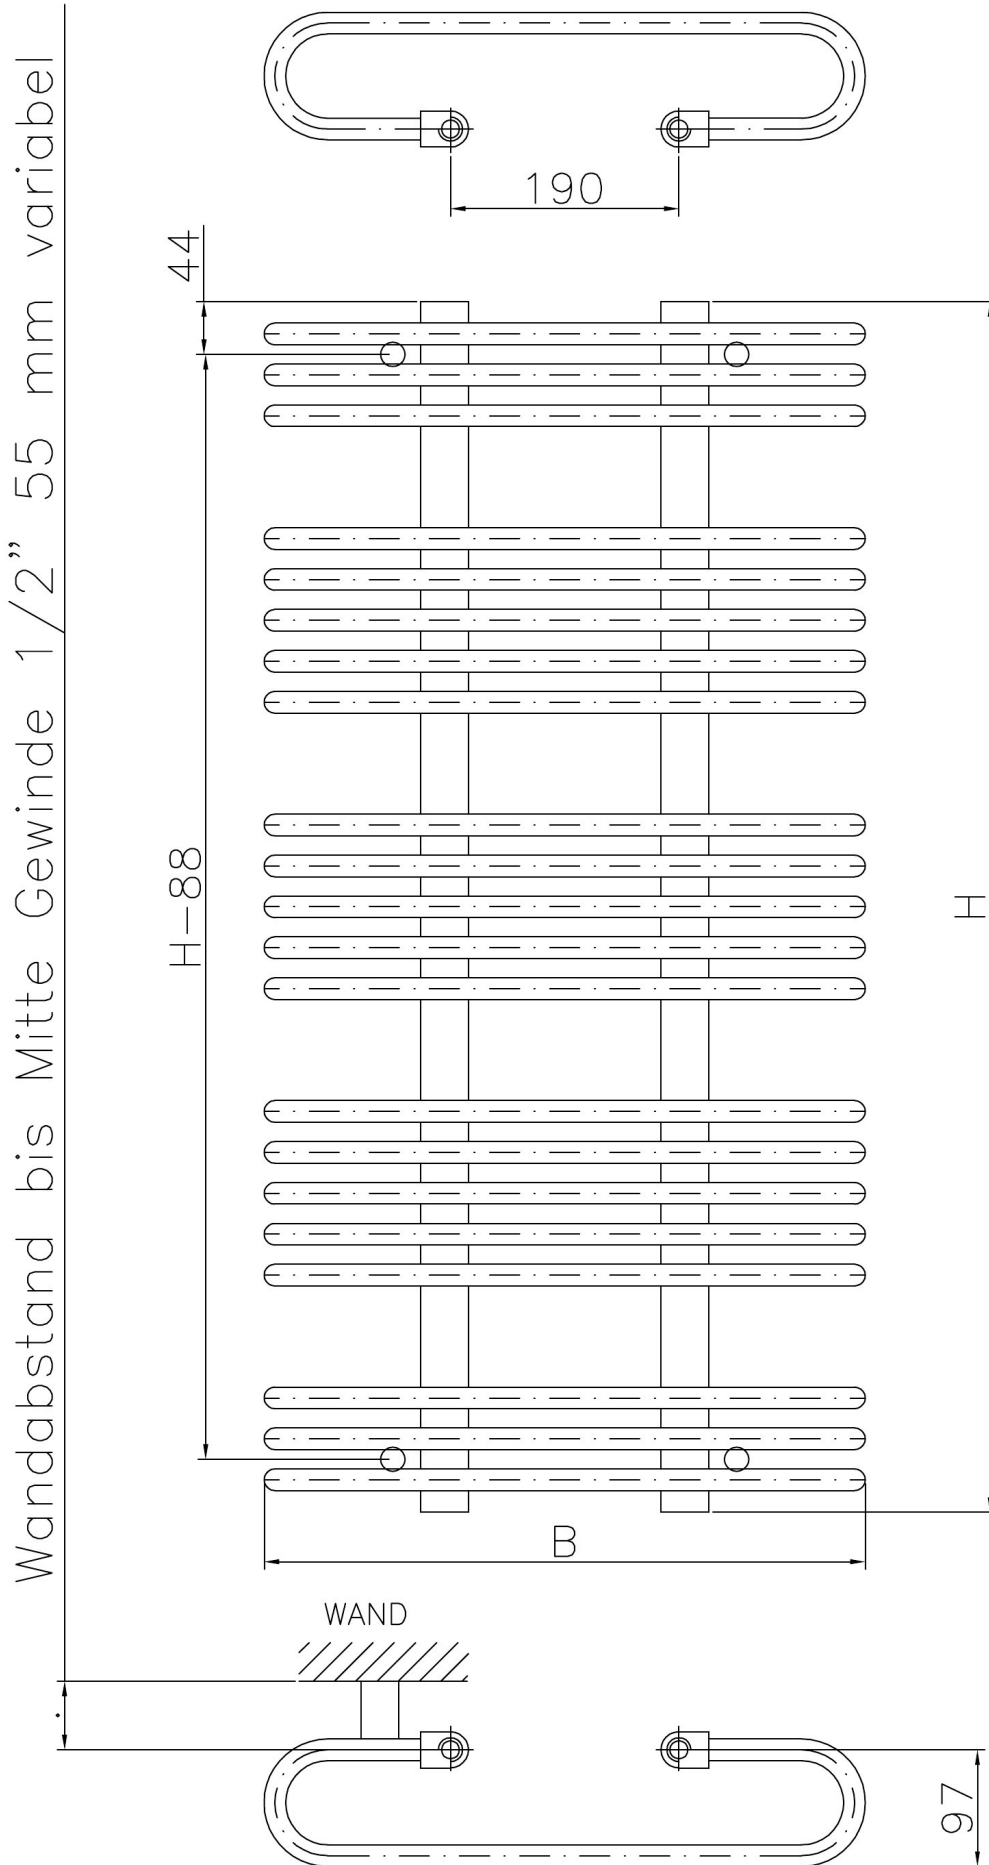 Wandabstand bis Mitte Gewinde 1/2" 55 mm variabel
190
44
H-88
H
B
WAND
97